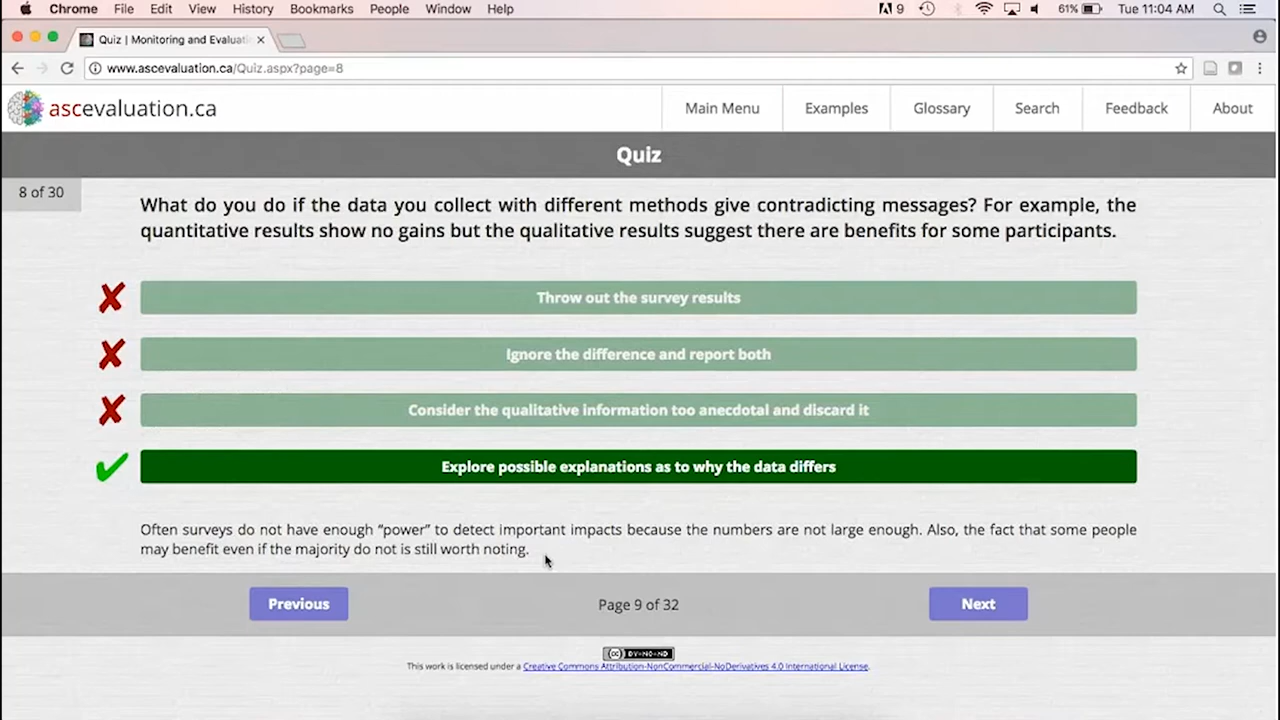 Chrome File Edit View History Bookmarks People Window Help 9 61% Tue 11:04 AM
Quiz | Monitoring and Evaluati
www.ascevaluation.ca/Quiz.aspx?page=8
ascevaluation.ca Main Menu Examples Glossary Search Feedback About
Quiz
8 of 30
What do you do if the data you collect with different methods give contradicting messages? For example, the
quantitative results show no gains but the qualitative results suggest there are benefits for some participants.
Throw out the survey results
Ignore the difference and report both
Consider the qualitative information too anecdotal and discard it
Explore possible explanations as to why the data differs
Often surveys do not have enough “power” to detect important impacts because the numbers are not large enough. Also, the fact that some people
may benefit even if the majority do not is still worth noting.
Previous Page 9 of 32 Next
cc BY-NC-ND
This work is licensed under a Creative Commons Attribution-NonCommercial-NoDerivatives 4.0 International License.